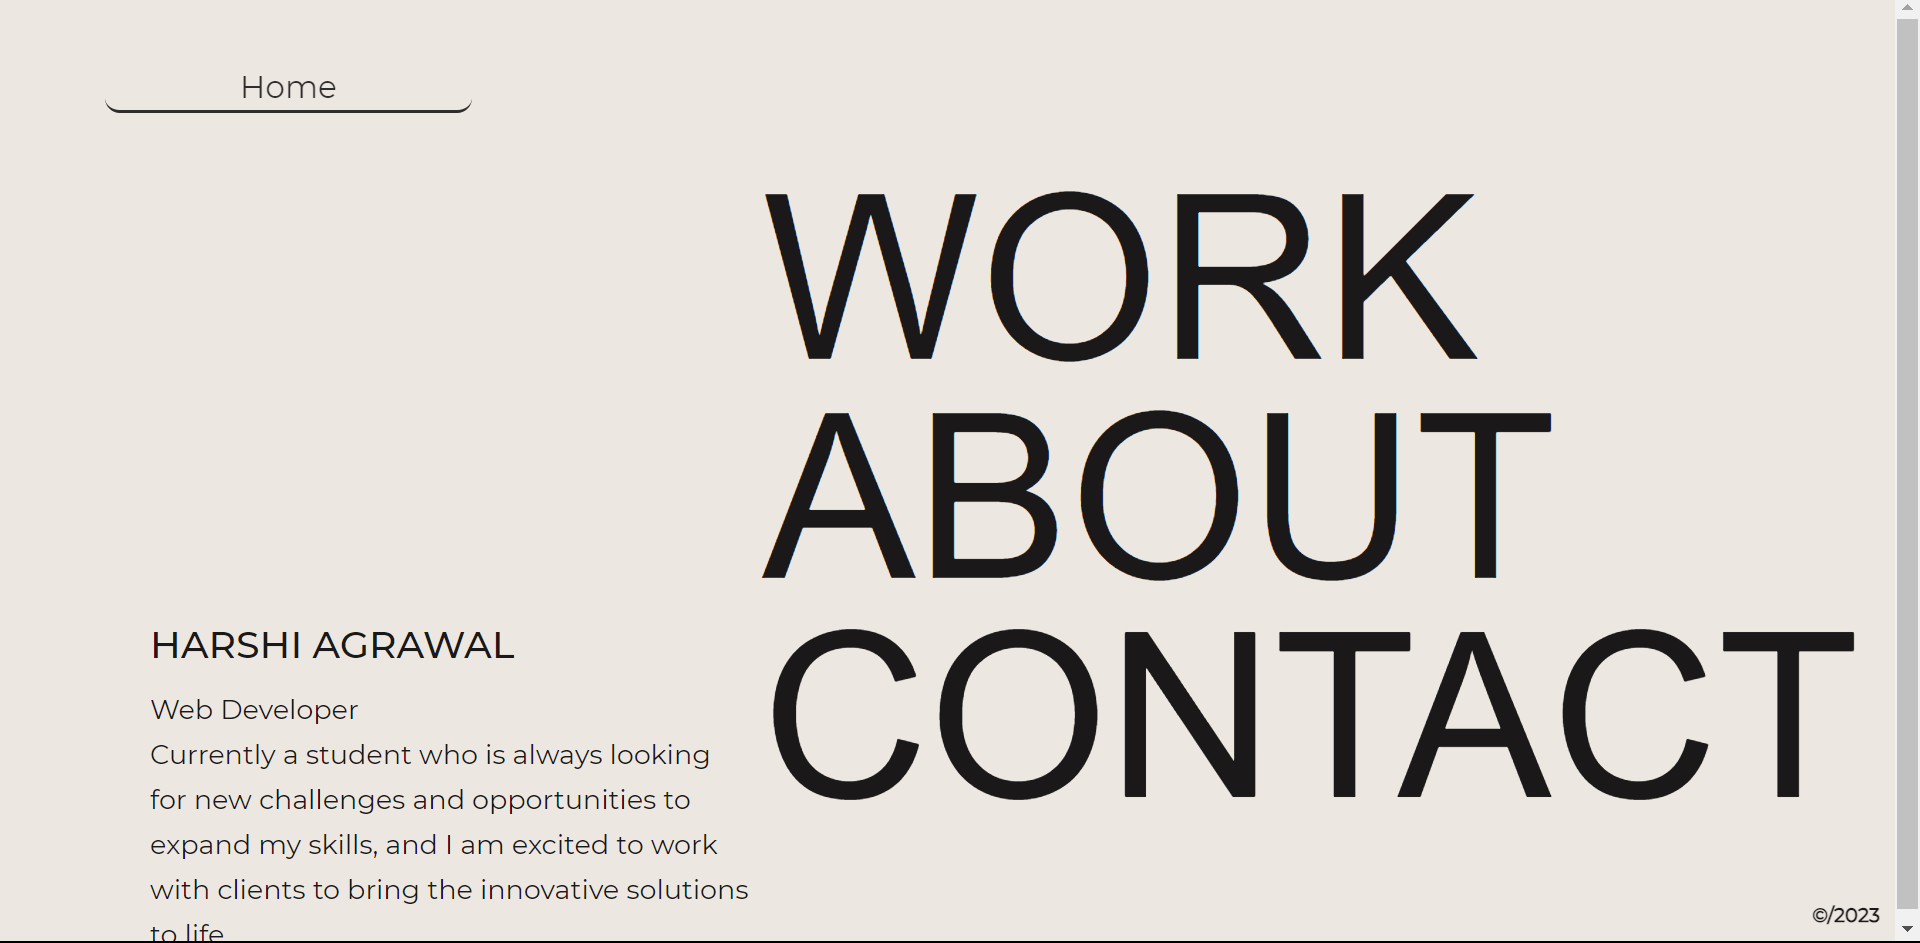 Home
WORK
ABOUT
CONTACT
HARSHI AGRAWAL
Web Developer
Currently a student who is always looking
for new challenges and opportunities to
expand my skills, and I am excited to work
with clients to bring the innovative solutions
to life
©/2023